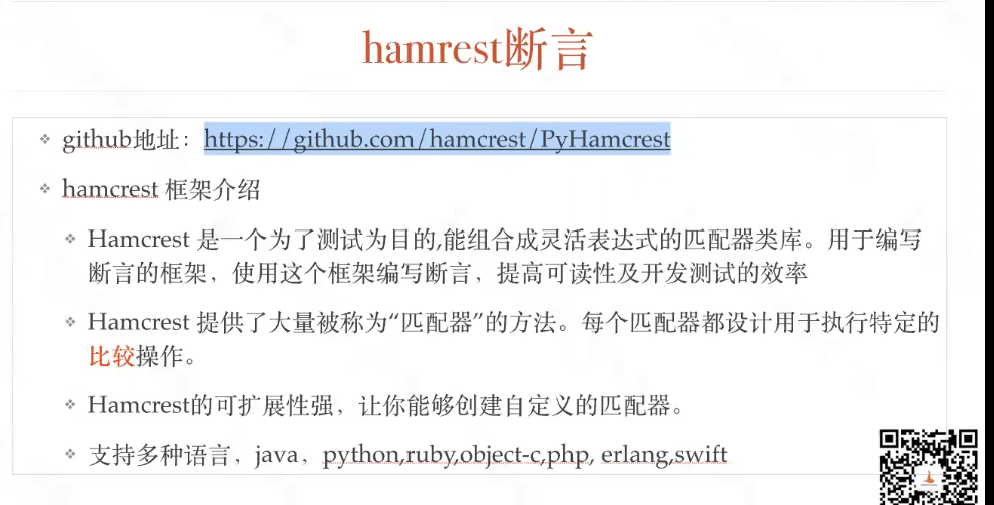 hamrest断言
github地址：https://github.com/hamcrest/PyHamcrest
hamcrest 框架介绍
Hamcrest 是一个为了测试为目的,能组合成灵活表达式的匹配器类库。用于编写
断言的框架，使用这个框架编写断言，提高可读性及开发测试的效率
Hamcrest 提供了大量被称为“匹配器”的方法。每个匹配器都设计用于执行特定的
比较操作。
Hamcrest的可扩展性强，让你能够创建自定义的匹配器。
支持多种语言，java，python,ruby,object-c,php, erlang,swift